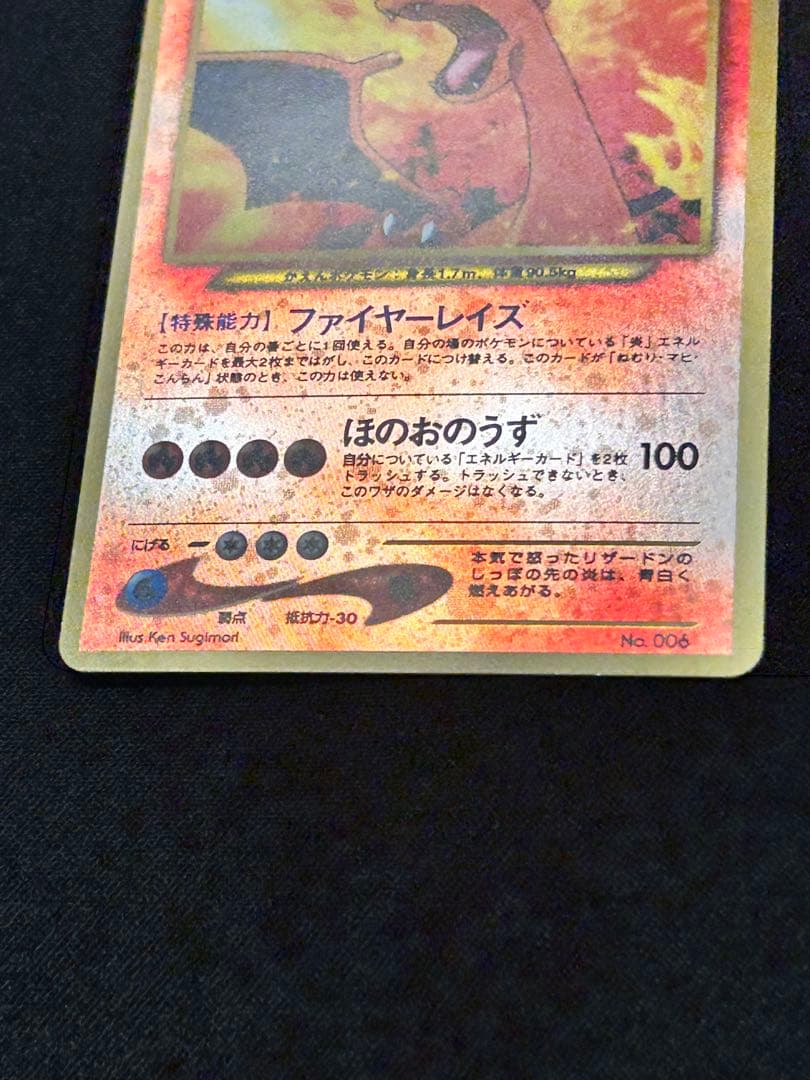 かえんポケモン：身長1.7m、体重90.5kg
【特殊能力】ファイヤーレイズ
この力は、自分の番ごとに1回使える。自分の場のポケモンについている「炎」エネル
ギーカードを最大2枚まではがし、このカードにつけ替える。このカードが「ねむり・マヒ・
こんらん」状態のとき、この力は使えない。
ほのおのうず
自分についている「エネルギーカード」を2枚
トラッシュする。トラッシュできないとき、
このワザのダメージはなくなる。
100
にげる
本気で怒ったリザードンの
しっぽの先の炎は、青白く
燃えあがる。
弱点 抵抗力-30
Illus.Ken Sugimori
No. 006